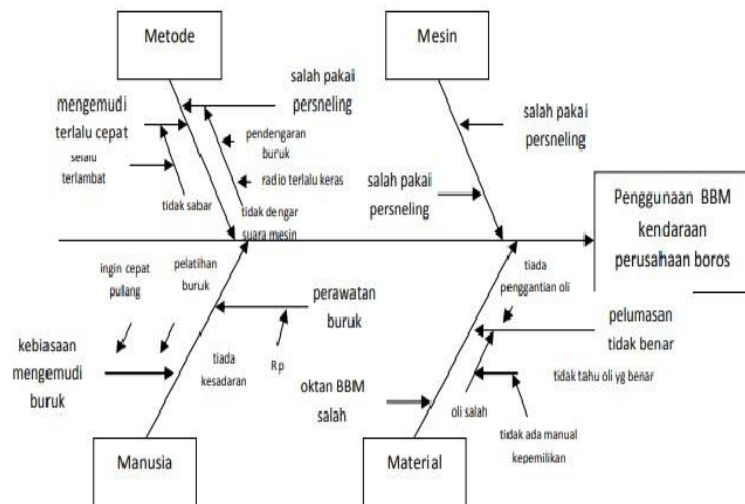 Metode
Mesin
salah pakai
persneling
mengemudi
terlalu cepat
selalu
terlambat
tidak sabar
pendengaran
buruk
radio terlalu keras
tidak dengar
suara mesin
salah pakai
persneling
salah pakai
persneling
Penggunaan BBM
kendaraan
perusahaan boros
ingin cepat
pullang
pelatihan
buruk
perawatan
buruk
tiada
kesadaran
Rp
kebiasaan
mengemudi
buruk
tiada
penggantian oli
pelumasan
tidak benar
oktan BBM
salah
oli salah
tidak tahu oli yg benar
tidak ada manual
kepemilikan
Manusia
Material